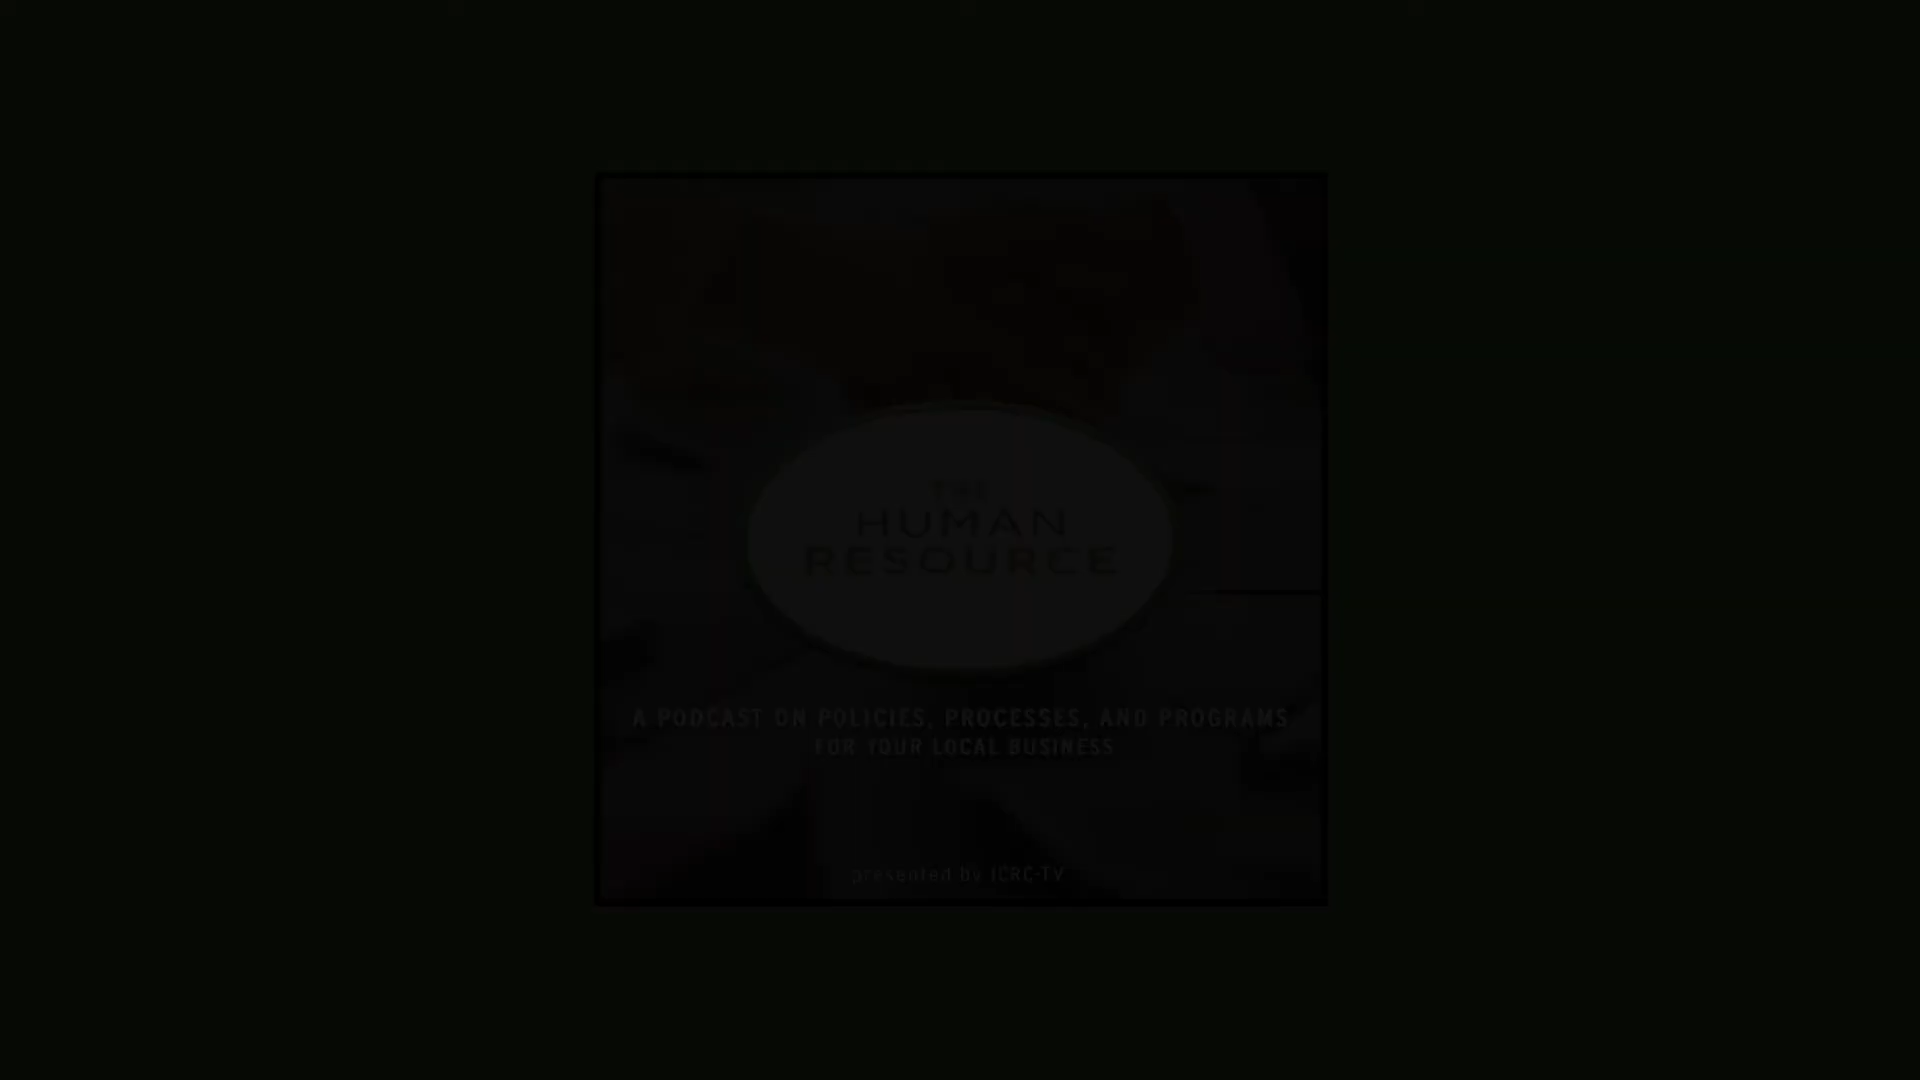 THE
HUMAN
RESOURCE
A PODCAST ON POLICIES, PROCESSES, AND PROGRAMS
FOR YOUR LOCAL BUSINESS
presented by ICRC-TV